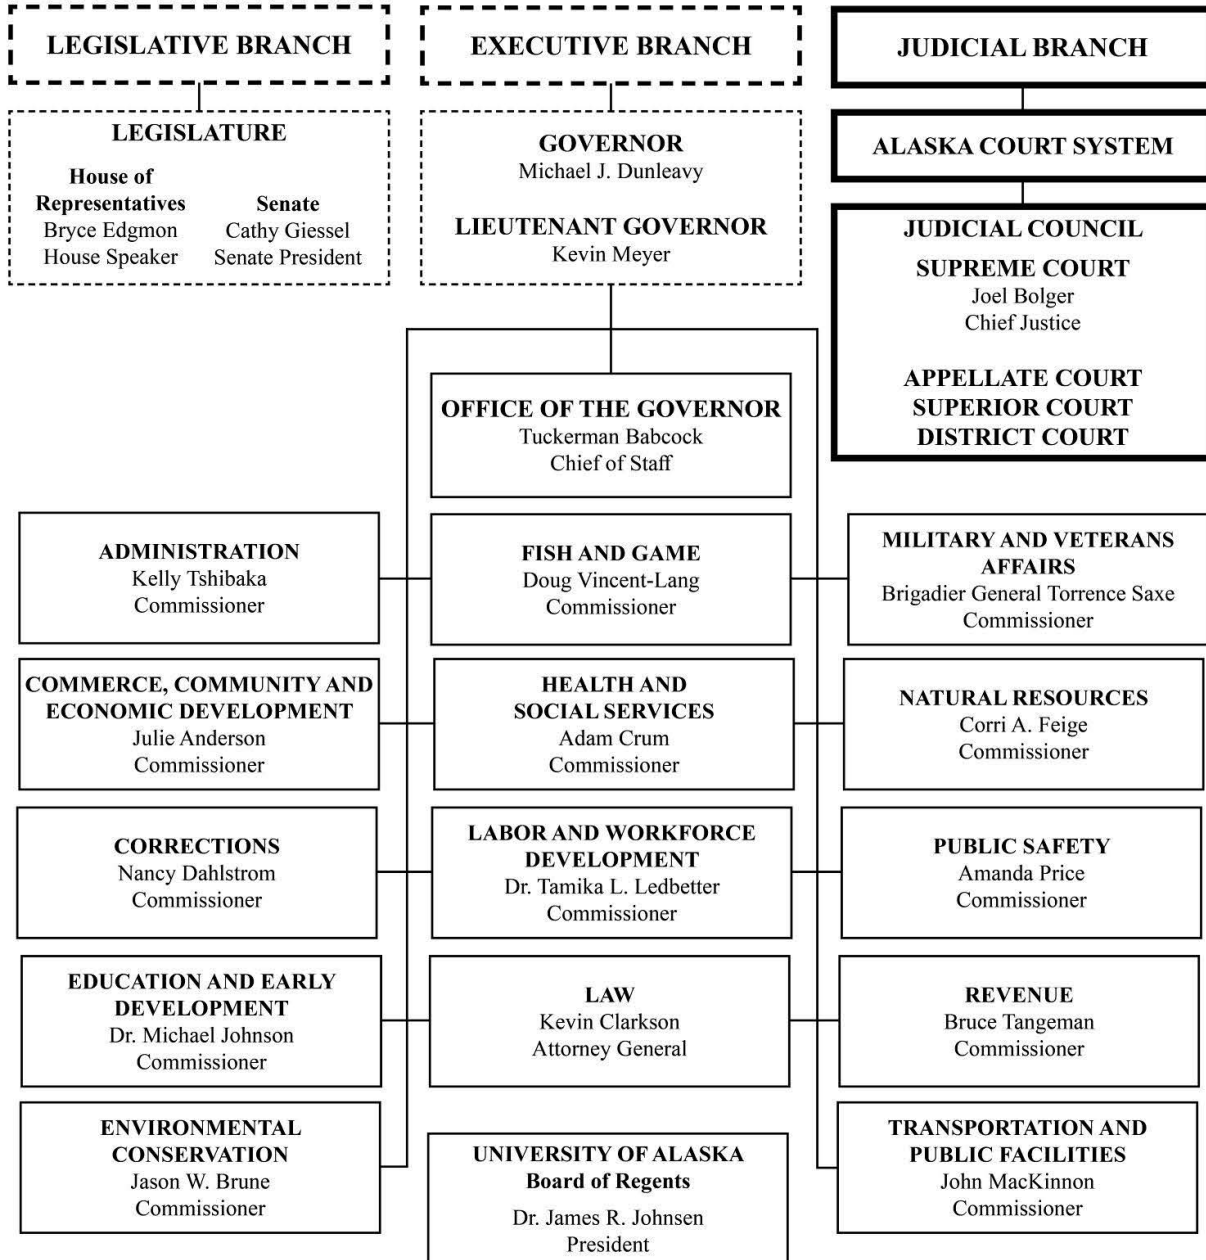 LEGISLATIVE BRANCH
LEGISLATURE
House of
Representatives
Bryce Edgmon
House Speaker
Senate
Cathy Giessel
Senate President
EXECUTIVE BRANCH
GOVERNOR
Michael J. Dunleavy
LIEUTENANT GOVERNOR
Kevin Meyer
JUDICIAL BRANCH
ALASKA COURT SYSTEM
JUDICIAL COUNCIL
SUPREME COURT
Joel Bolger
Chief Justice
APPELLATE COURT
SUPERIOR COURT
DISTRICT COURT
OFFICE OF THE GOVERNOR
Tuckerman Babcock
Chief of Staff
ADMINISTRATION
Kelly Tshibaka
Commissioner
FISH AND GAME
Doug Vincent-Lang
Commissioner
MILITARY AND VETERANS
AFFAIRS
Brigadier General Torrence Saxe
Commissioner
COMMERCE, COMMUNITY AND
ECONOMIC DEVELOPMENT
Julie Anderson
Commissioner
HEALTH AND
SOCIAL SERVICES
Adam Crum
Commissioner
NATURAL RESOURCES
Corri A. Feige
Commissioner
CORRECTIONS
Nancy Dahlstrom
Commissioner
LABOR AND WORKFORCE
DEVELOPMENT
Dr. Tamika L. Ledbetter
Commissioner
PUBLIC SAFETY
Amanda Price
Commissioner
EDUCATION AND EARLY
DEVELOPMENT
Dr. Michael Johnson
Commissioner
LAW
Kevin Clarkson
Attorney General
REVENUE
Bruce Tangeman
Commissioner
ENVIRONMENTAL
CONSERVATION
Jason W. Brune
Commissioner
UNIVERSITY OF ALASKA
Board of Regents
Dr. James R. Johnsen
President
TRANSPORTATION AND
PUBLIC FACILITIES
John MacKinnon
Commissioner